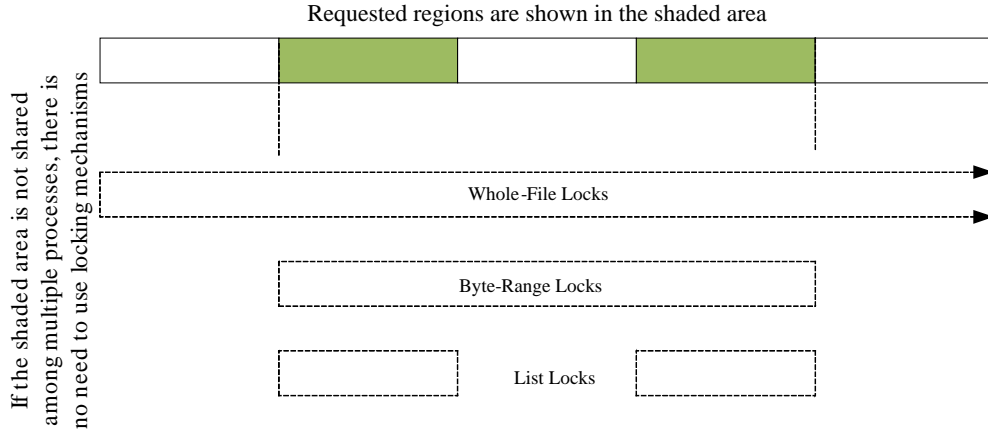 Requested regions are shown in the shaded area
If the shaded area is not shared
among multiple processes, there is
no need to use locking mechanisms
Whole-File Locks
Byte-Range Locks
List Locks